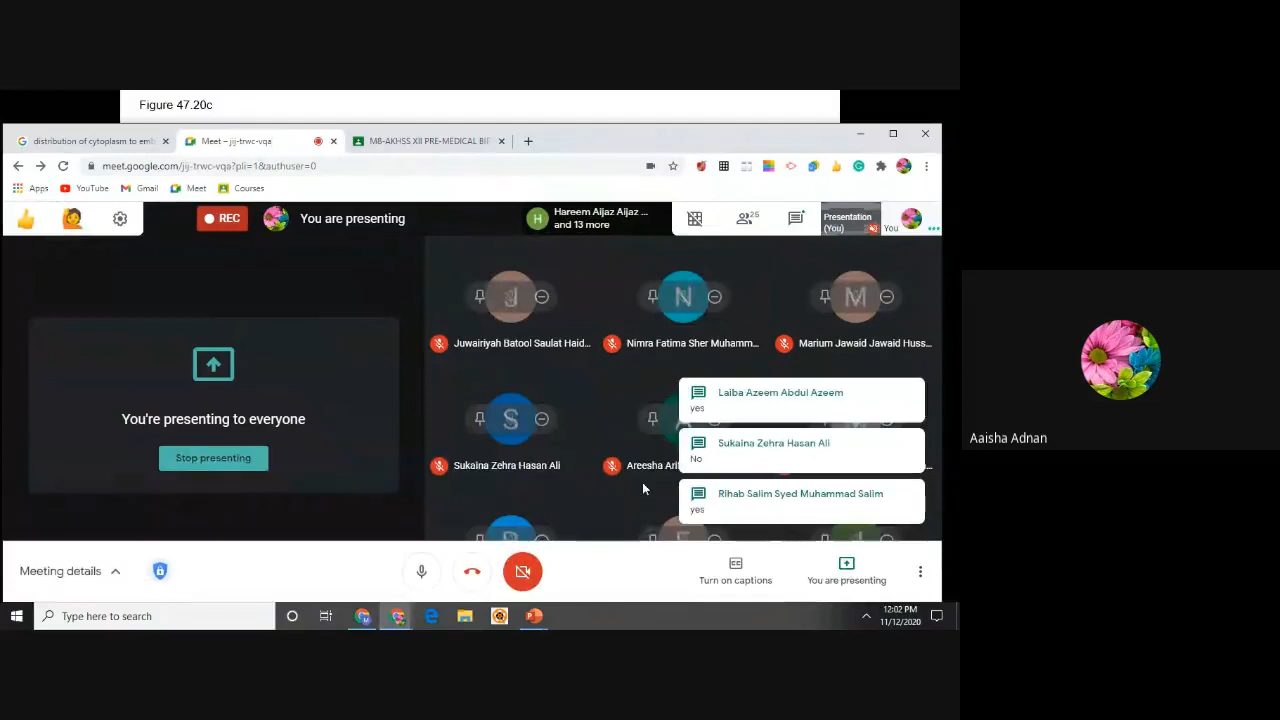 Figure 47.20c
distribution of cytoplasm to emb
Meet – jij-trwc-vqa
M8-AKHSS XII PRE-MEDICAL BIF
meet.google.com/jij-trwc-vqa?pli=1&authuser=0
Apps
YouTube
Gmail
Meet
Courses
REC
You are presenting
H
Hareem Aijaz Aijaz ...
and 13 more
26
Presentation
(You)
You
J
N
M
Juwairiyah Batool Saulat Haid...
Nimra Fatima Sher Muhamm...
Marium Jawaid Jawaid Huss...
You're presenting to everyone
Stop presenting
S
Sukaina Zehra Hasan Ali
Areesha Ari
Laiba Azeem Abdul Azeem
yes
Sukaina Zehra Hasan Ali
No
Rihab Salim Syed Muhammad Salim
yes
Aaisha Adnan
Meeting details
Turn on captions
You are presenting
Type here to search
12:02 PM
11/12/2020